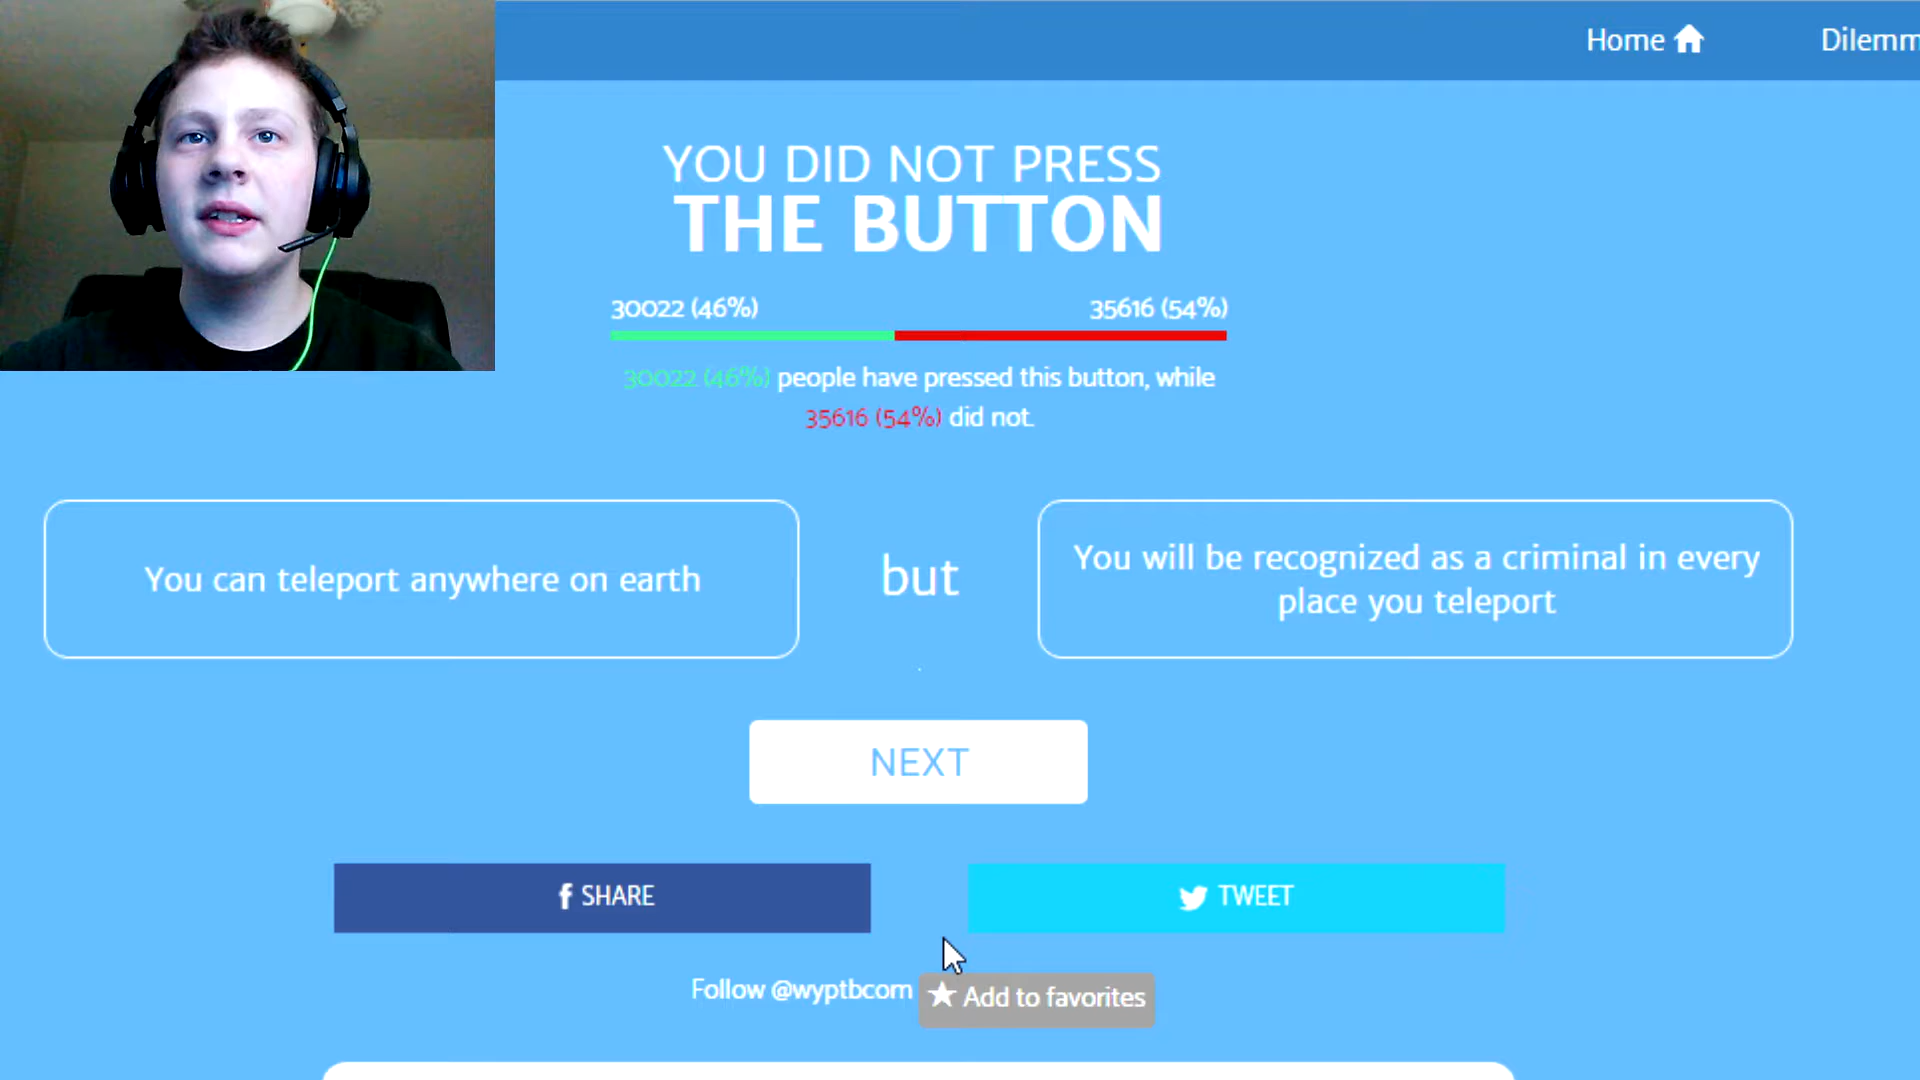 Home
Dilemm
YOU DID NOT PRESS
THE BUTTON
30022 (46%)
35616 (54%)
30022 (46%) people have pressed this button, while
35616 (54%) did not.
You can teleport anywhere on earth
but
You will be recognized as a criminal in every
place you teleport
.
NEXT
f SHARE
TWEET
Follow @wyptbcom
Add to favorites